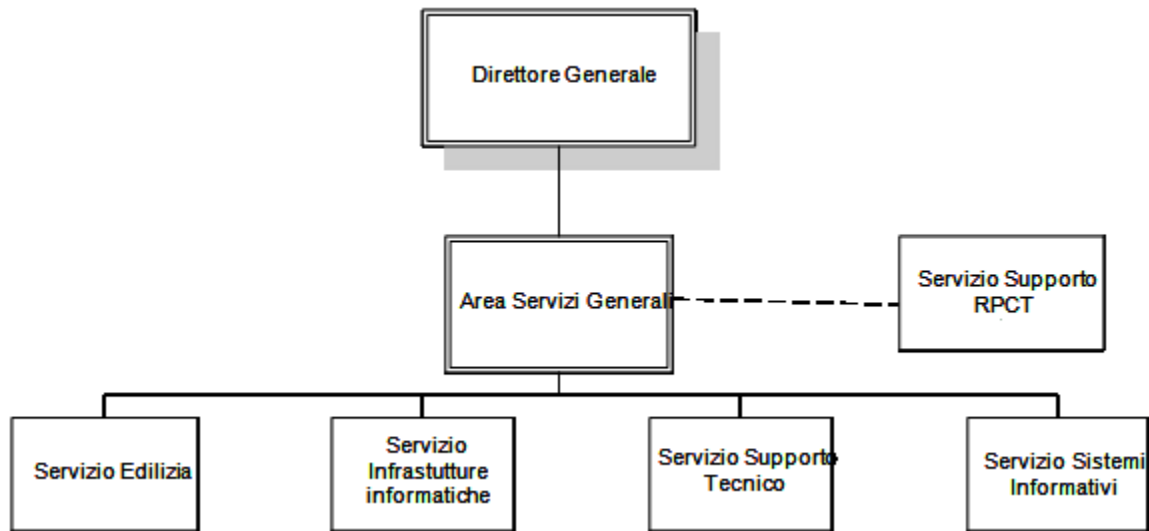 Direttore Generale
Area Servizi Generali
Servizio Supporto
RPCT
Servizio Edilizia
Servizio
Infrastutture
informatiche
Servizio Supporto
Tecnico
Servizio Sistemi
Informativi